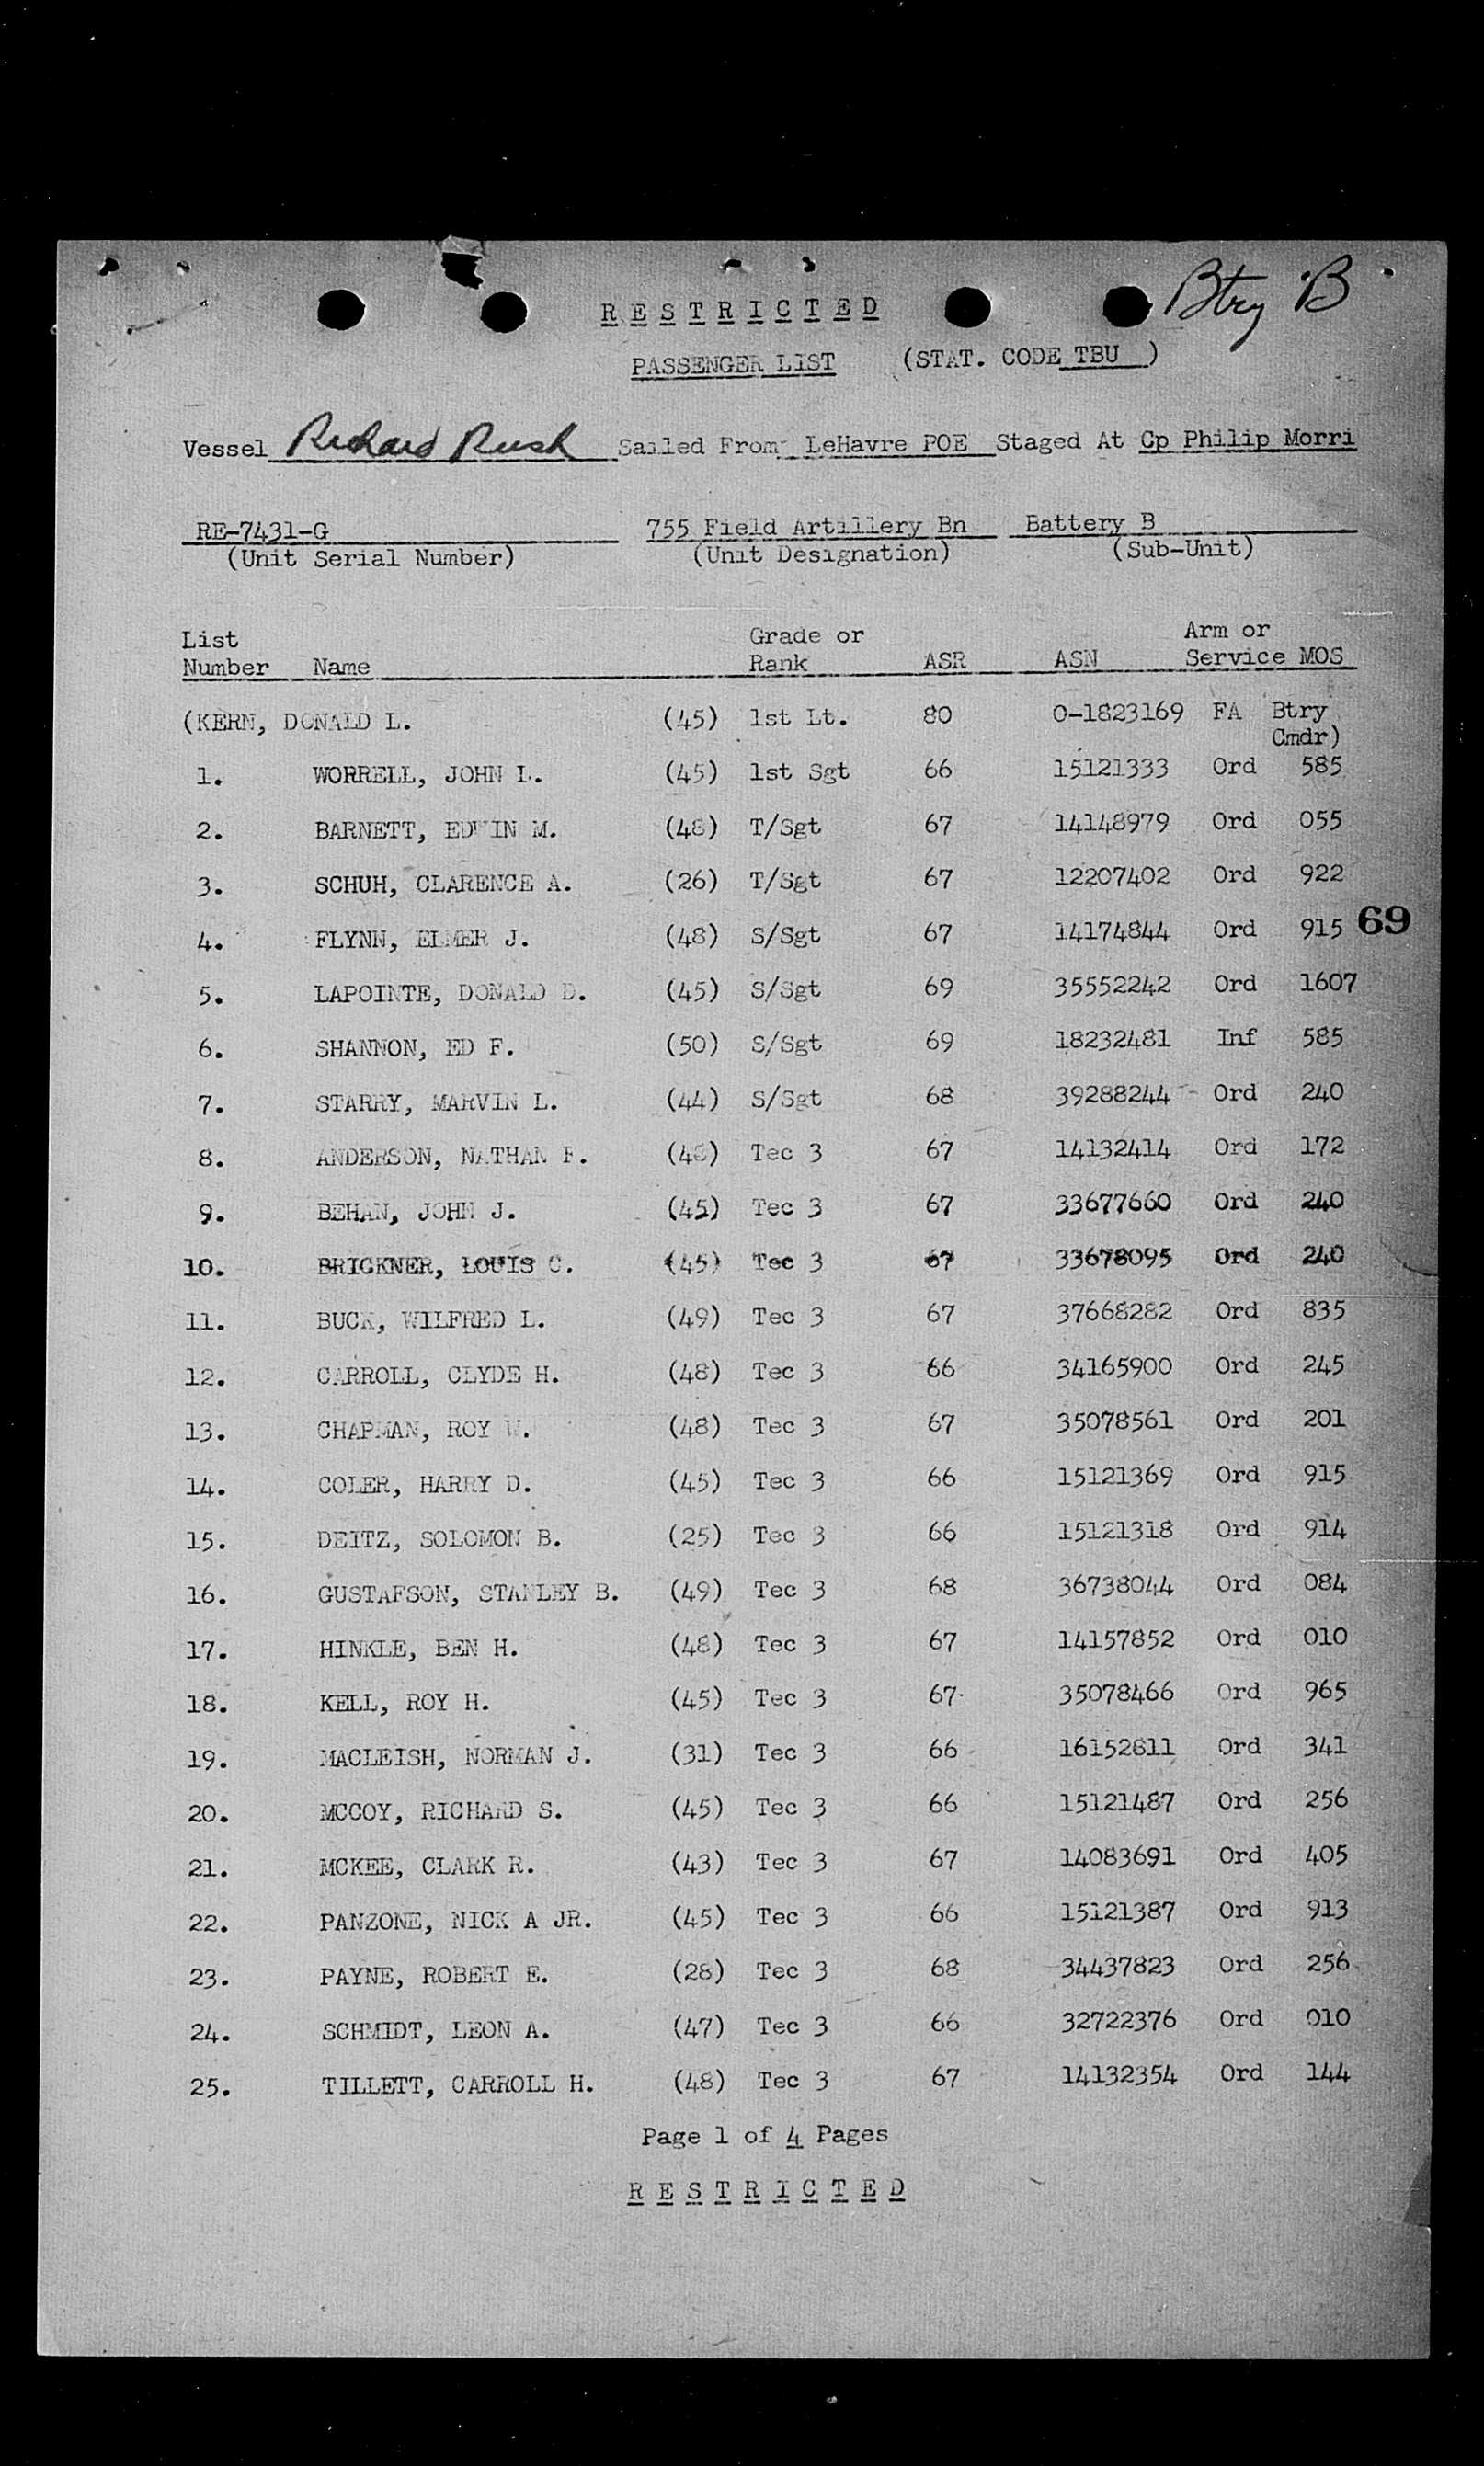 Btry B
R E S T R I C T E D
PASSENGER LIST (STAT. CODE TBU )
Vessel Richard Rush Sailed From LeHavre POE Staged At Cp Philip Morri
RE-7431-G 755 Field Artillery Bn Battery B
(Unit Serial Number) (Unit Designation) (Sub-Unit)
List Grade or Arm or
Number Name Rank ASR ASN Service MOS
(KERN, DONALD L. (45) 1st Lt. 80 O-1823169 FA Btry
Cmdr)
1. WORRELL, JOHN L. (45) 1st Sgt 66 15121333 Ord 585
2. BARNETT, EDWIN M. (48) T/Sgt 67 14148979 Ord 055
3. SCHUH, CLARENCE A. (26) T/Sgt 67 12207402 Ord 922
4. FLYNN, ELMER J. (48) S/Sgt 67 14174844 Ord 915 69
5. LAPOINTE, DONALD D. (45) S/Sgt 69 35552242 Ord 1607
6. SHANNON, ED F. (50) S/Sgt 69 18232481 Inf 585
7. STARRY, MARVIN L. (44) S/Sgt 68 39288244 Ord 240
8. ANDERSON, NATHAN F. (48) Tec 3 67 14132414 Ord 172
9. BEHAN, JOHN J. (45) Tec 3 67 33677660 Ord 240
10. BRICKNER, LOUIS C. (45) Tec 3 67 33678095 Ord 240
11. BUCK, WILFRED L. (49) Tec 3 67 37668282 Ord 835
12. CARROLL, CLYDE H. (48) Tec 3 66 34165900 Ord 245
13. CHAPMAN, ROY W. (48) Tec 3 67 35078561 Ord 201
14. COLER, HARRY D. (45) Tec 3 66 15121369 Ord 915
15. DEITZ, SOLOMON B. (25) Tec 3 66 15121318 Ord 914
16. GUSTAFSON, STANLEY B. (49) Tec 3 68 36738044 Ord 084
17. HINKLE, BEN H. (48) Tec 3 67 14157852 Ord 010
18. KELL, ROY H. (45) Tec 3 67 35078466 Ord 965
19. MACLEISH, NORMAN J. (31) Tec 3 66 16152811 Ord 341
20. MCCOY, RICHARD S. (45) Tec 3 66 15121487 Ord 256
21. MCKEE, CLARK R. (43) Tec 3 67 14083691 Ord 405
22. PANZONE, NICK A JR. (45) Tec 3 66 15121387 Ord 913
23. PAYNE, ROBERT E. (28) Tec 3 68 34437823 Ord 256
24. SCHMIDT, LEON A. (47) Tec 3 66 32722376 Ord 010
25. TILLETT, CARROLL H. (48) Tec 3 67 14132354 Ord 144
Page 1 of 4 Pages
R E S T R I C T E D